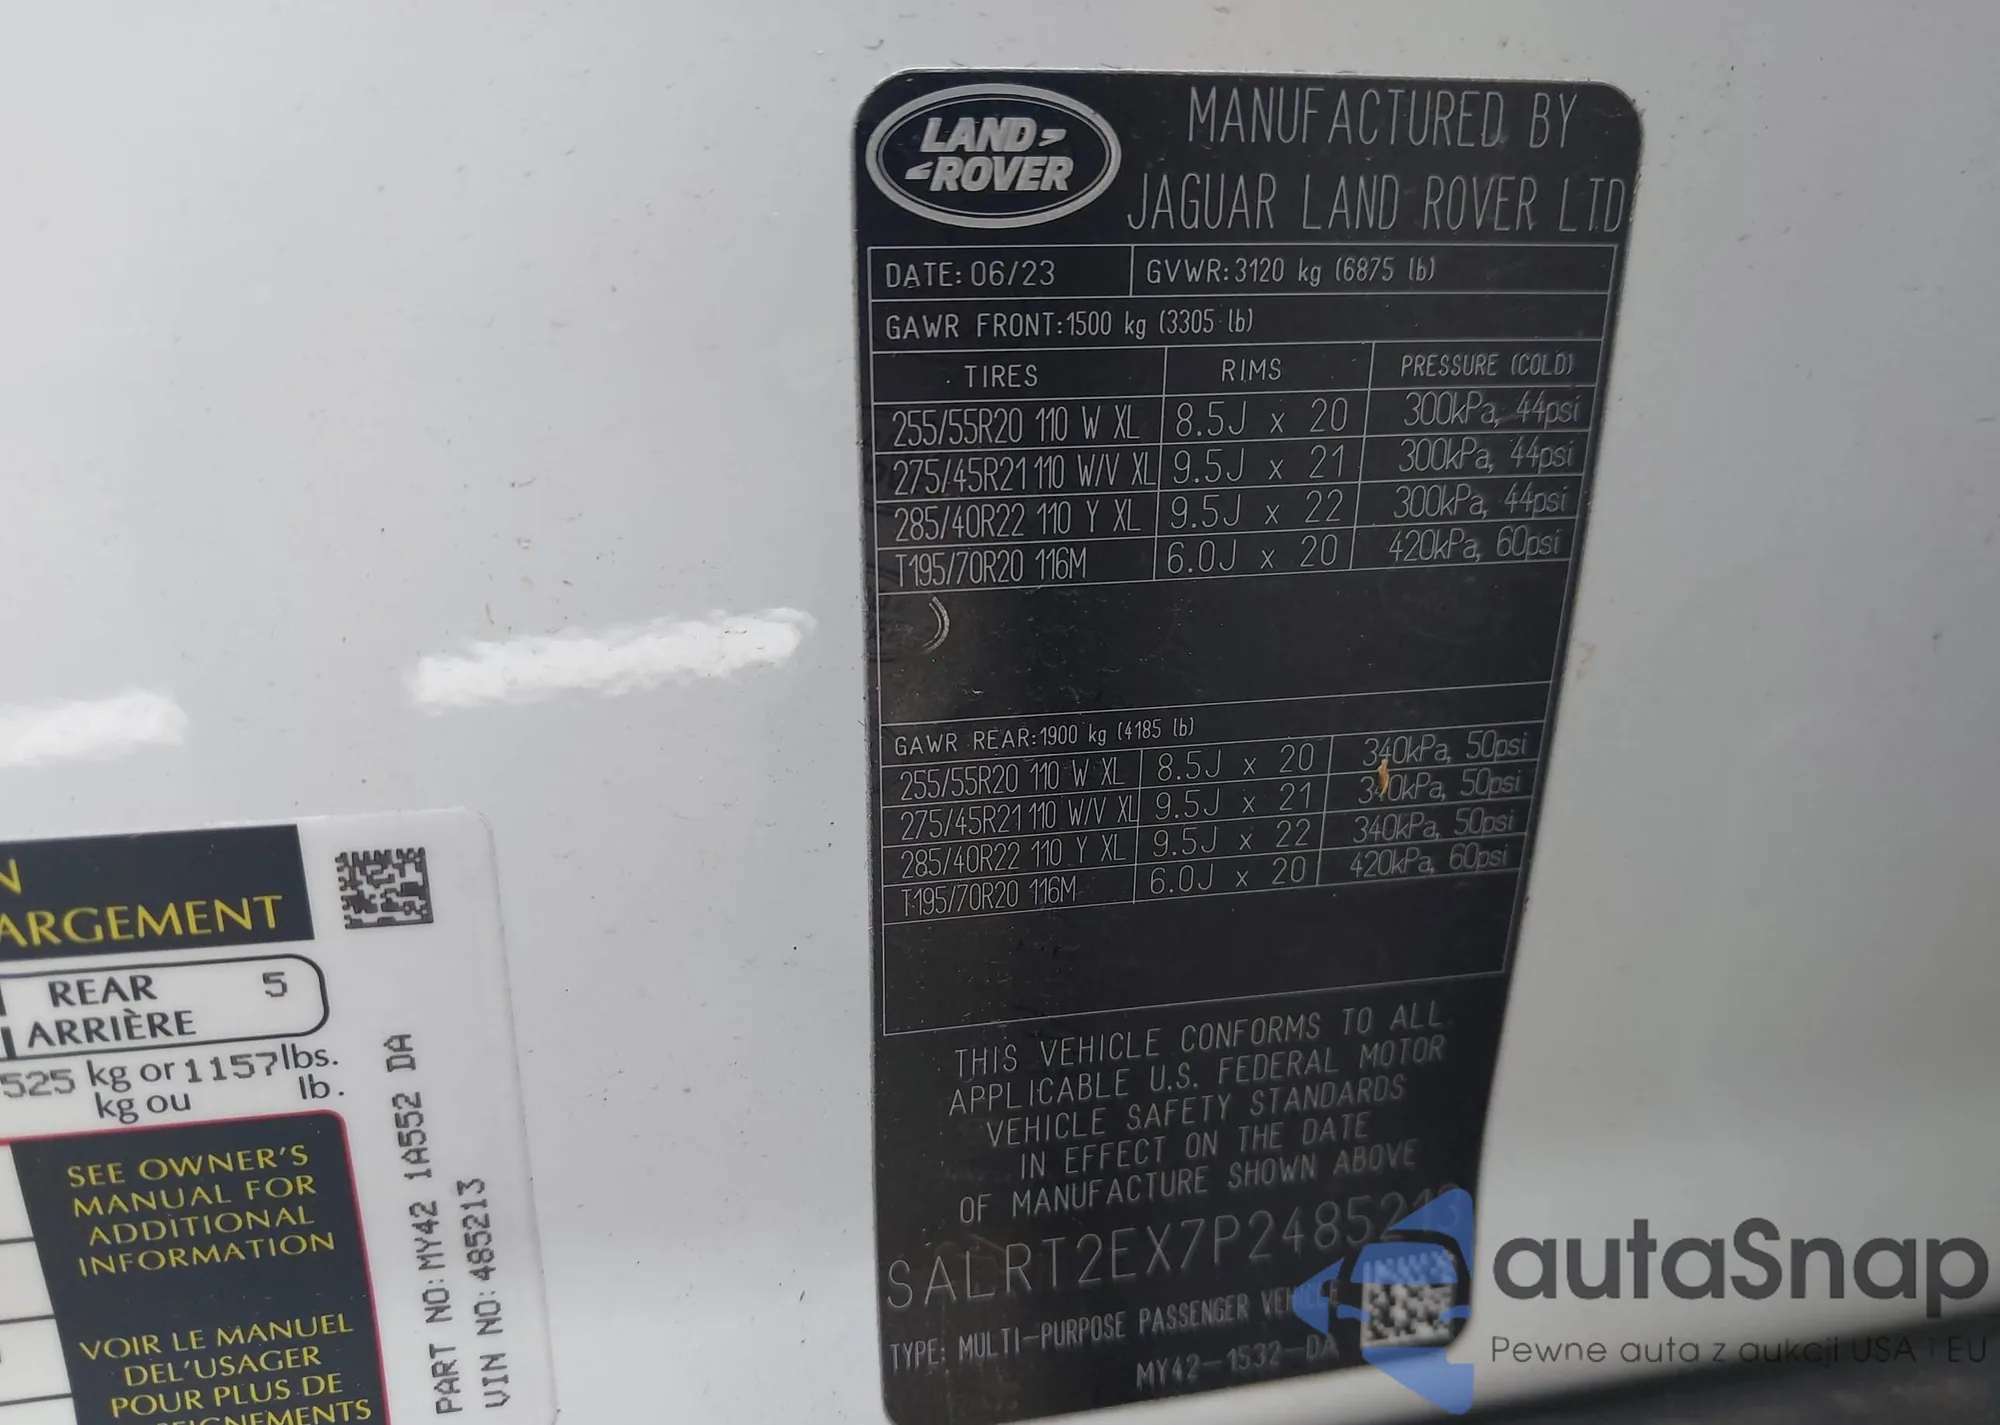 LAND
ROVER
MANUFACTURED BY
JAGUAR LAND ROVER LTD
DATE: 06/23 GVWR: 3120 kg (6875 lb)
GAWR FRONT: 1500 kg (3305 lb)
TIRES RIMS PRESSURE (COLD)
255/55R20 110 W XL 8.5J x 20 300kPa, 44psi
275/45R21 110 W/V XL 9.5J x 21 300kPa, 44psi
285/40R22 110 Y XL 9.5J x 22 300kPa, 44psi
T195/70R20 116M 6.0J x 20 420kPa, 60psi
GAWR REAR: 1900 kg (4185 lb)
255/55R20 110 W XL 8.5J x 20 340kPa, 50psi
275/45R21 110 W/V XL 9.5J x 21 340kPa, 50psi
285/40R22 110 Y XL 9.5J x 22 340kPa, 50psi
T195/70R20 116M 6.0J x 20 420kPa, 60psi
THIS VEHICLE CONFORMS TO ALL
APPLICABLE U.S. FEDERAL MOTOR
VEHICLE SAFETY STANDARDS
IN EFFECT ON THE DATE
OF MANUFACTURE SHOWN ABOVE
SALRT2EX7P2485213
TYPE: MULTI-PURPOSE PASSENGER VEHICLE
MY42-1532-DA
N
ARGEMENT
REAR 5
ARRIÈRE
525 kg or 1157 lbs.
kg ou lb.
SEE OWNER'S
MANUAL FOR
ADDITIONAL
INFORMATION
VOIR LE MANUEL
DEL'USAGER
POUR PLUS DE
SEIGNEMENTS
PART NO: MY42 1A552 DA
VIN NO: 485213
autaSnap
Pewne auta z aukcji USA i EU